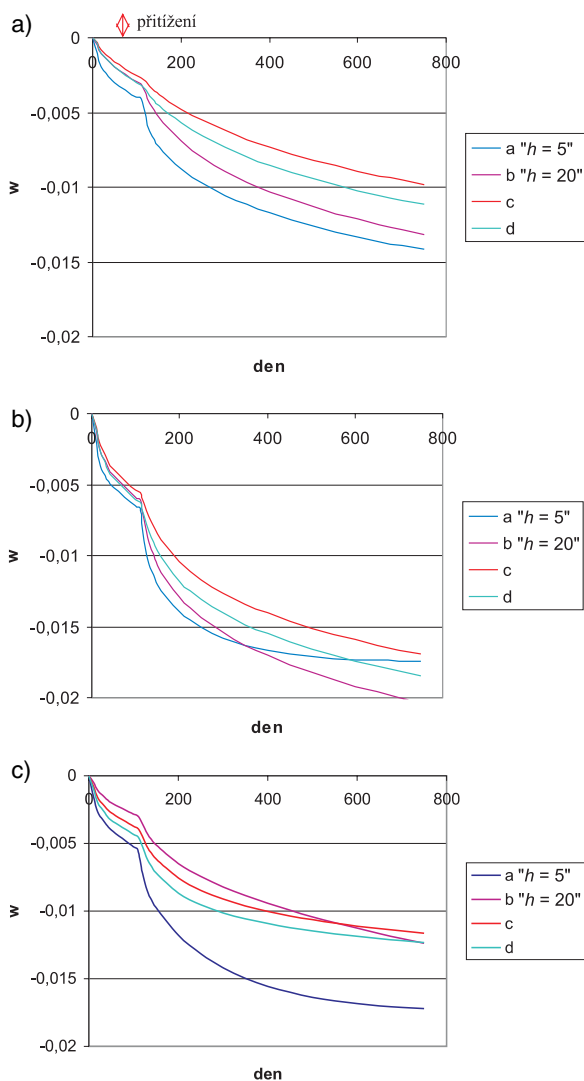 a)
přitížení
0
0
200
400
600
800
-0,005
-0,01
-0,015
-0,02
w
den
a "h = 5"
b "h = 20"
c
d
b)
0
0
200
400
600
800
-0,005
-0,01
-0,015
-0,02
w
den
a "h = 5"
b "h = 20"
c
d
c)
0
0
200
400
600
800
-0,005
-0,01
-0,015
-0,02
w
den
a "h = 5"
b "h = 20"
c
d